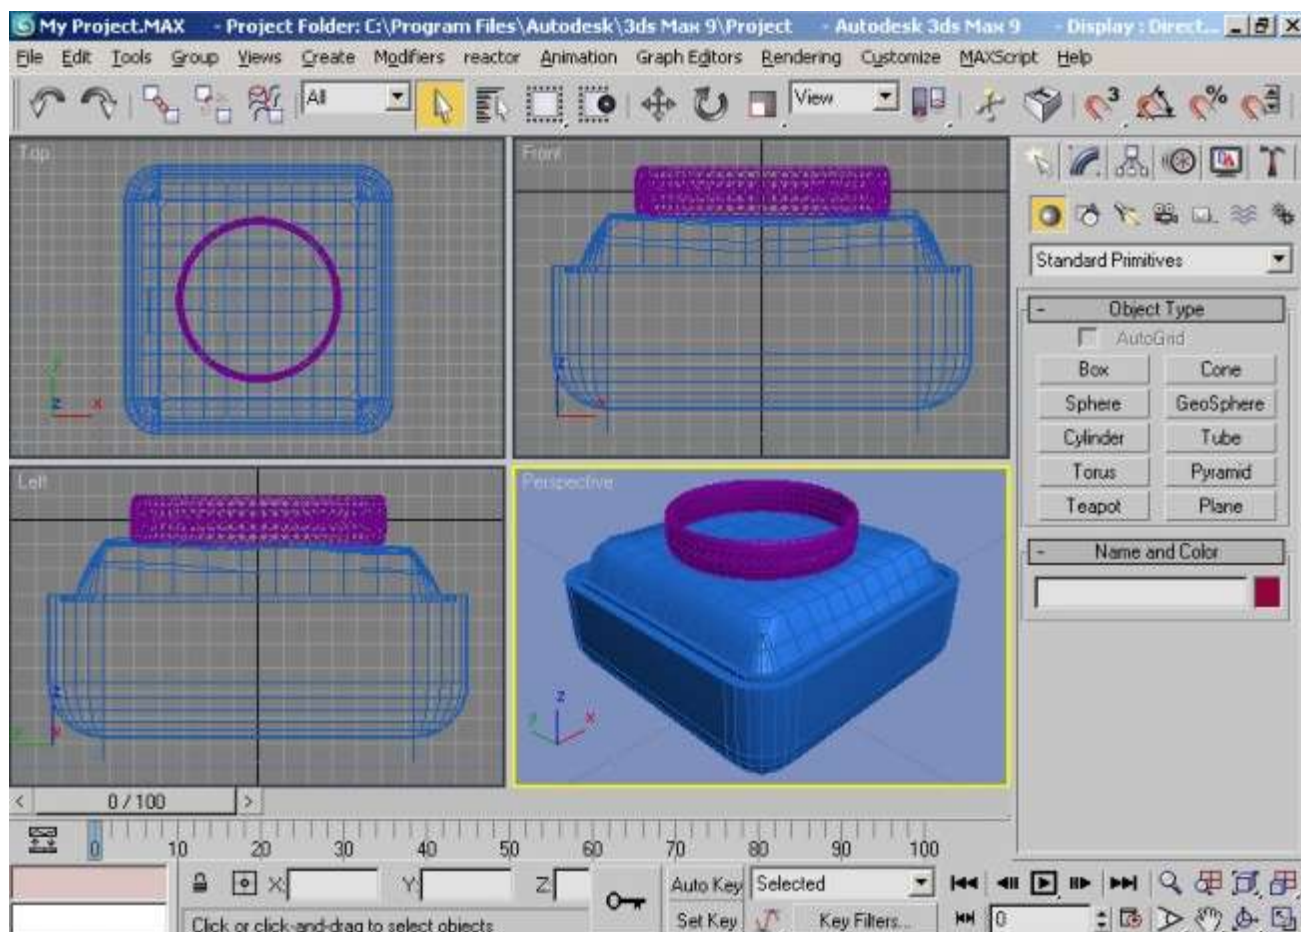 My Project.MAX - Project Folder: C:\Program Files\Autodesk\3ds Max 9\Project - Autodesk 3ds Max 9 - Display : Direct...
File Edit Tools Group Views Create Modifiers reactor Animation Graph Editors Rendering Customize MAXScript Help
All View 3 %
Top Front
Standard Primitives
- Object Type
AutoGrid
Box Cone
Sphere GeoSphere
Cylinder Tube
Torus Pyramid
Teapot Plane
Left Perspective
- Name and Color
z x
y
0 / 100
0 10 20 30 40 50 60 70 80 90 100
X: Y: Z: Auto Key Selected
Click or click-and-drag to select objects Set Key Key Filters... 0